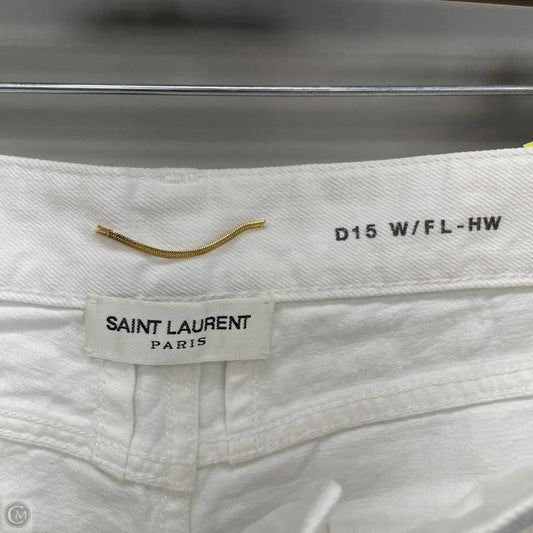 D15 W/FL-HW
SAINT LAURENT
PARIS